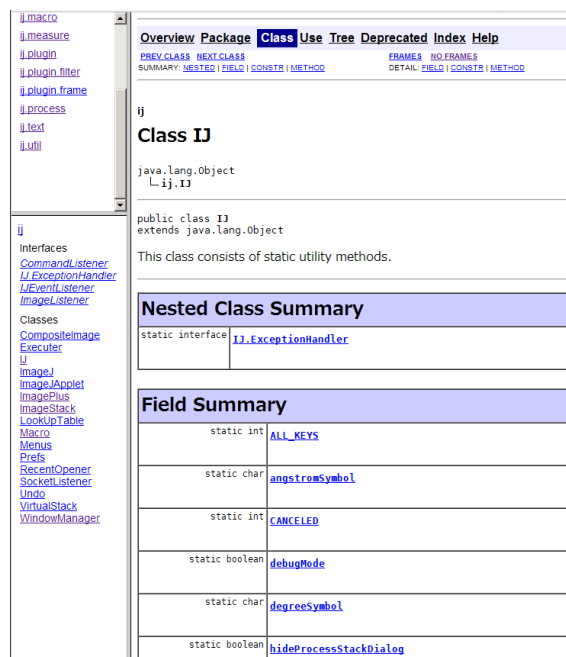 ij.macro
ij.measure
ij.plugin
ij.plugin.filter
ij.plugin.frame
ij.process
ij.text
ij.util
ij
Interfaces
CommandListener
IJ.ExceptionHandler
IJEventListener
ImageListener
Classes
CompositeImage
Executer
IJ
ImageJ
ImageJApplet
ImagePlus
ImageStack
LookUpTable
Macro
Menus
Prefs
RecentOpener
SocketListener
Undo
VirtualStack
WindowManager
Overview Package Class Use Tree Deprecated Index Help
PREV CLASS NEXT CLASS FRAMES NO FRAMES
SUMMARY: NESTED | FIELD | CONSTR | METHOD DETAIL: FIELD | CONSTR | METHOD
ij
Class IJ
java.lang.Object
ij.IJ
public class IJ
extends java.lang.Object
This class consists of static utility methods.
Nested Class Summary
static interface IJ.ExceptionHandler
Field Summary
static int ALL_KEYS
static char angstromSymbol
static int CANCELED
static boolean debugMode
static char degreeSymbol
static boolean hideProcessStackDialog